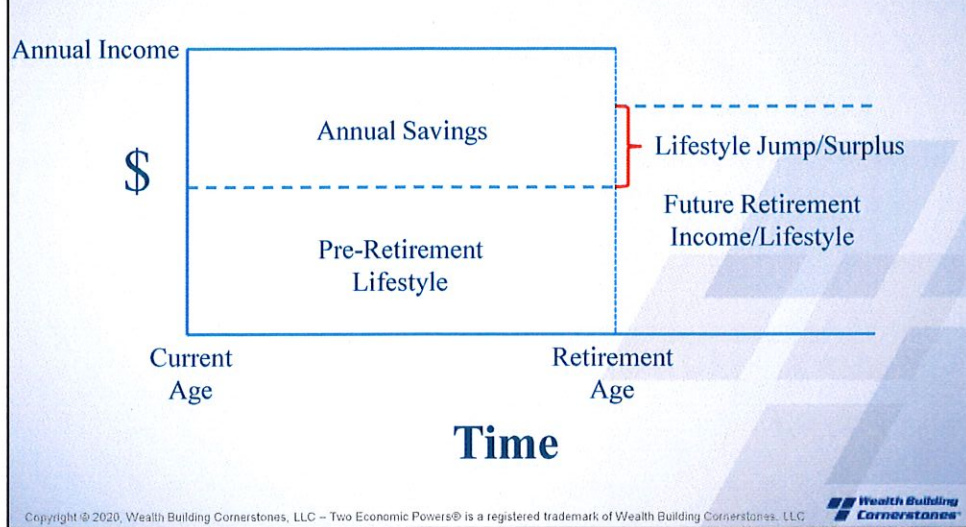 Annual Income
$
Annual Savings
Lifestyle Jump/Surplus
Future Retirement
Income/Lifestyle
Pre-Retirement
Lifestyle
Current
Age
Retirement
Age
Time
Copyright © 2020, Wealth Building Cornerstones, LLC – Two Economic Powers® is a registered trademark of Wealth Building Cornerstones, LLC
Wealth Building
Cornerstones